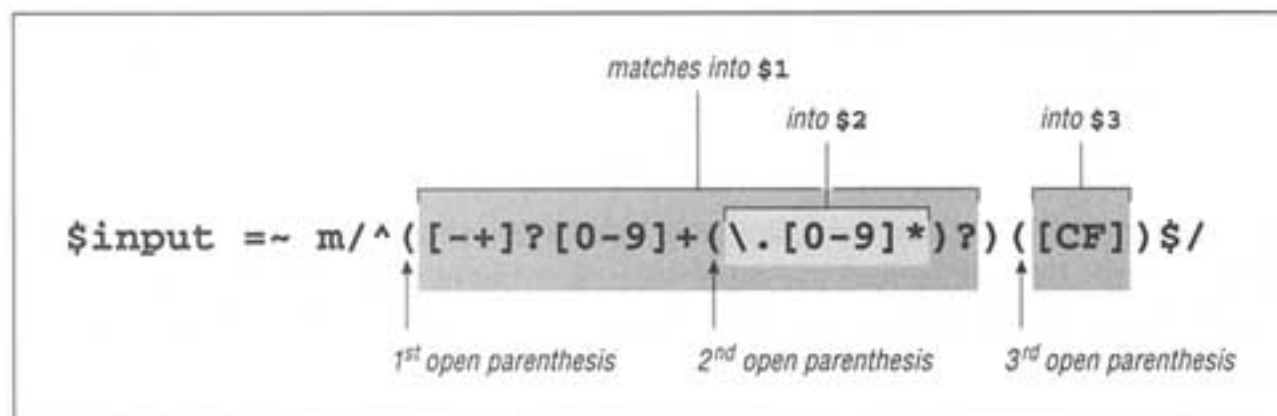 matches into $1
into $2 into $3
$input =~ m/^([-+]?[0-9]+(\.[0-9]*)?)([CF])$/
1st open parenthesis 2nd open parenthesis 3rd open parenthesis